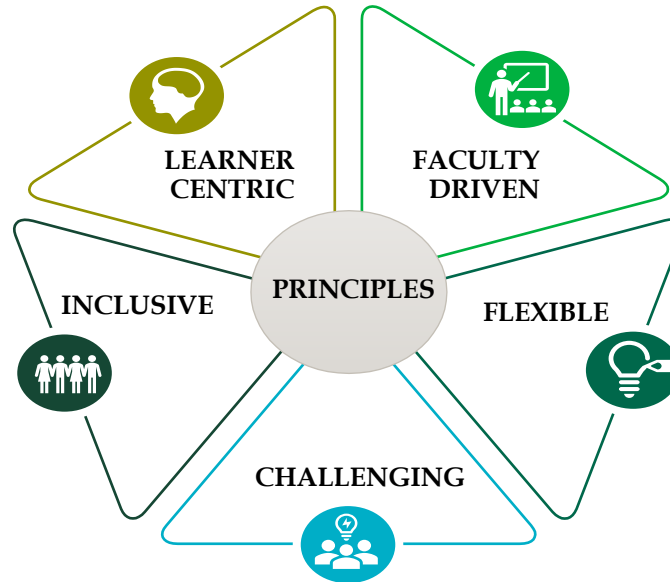 LEARNER
CENTRIC
FACULTY
DRIVEN
INCLUSIVE
PRINCIPLES
FLEXIBLE
CHALLENGING